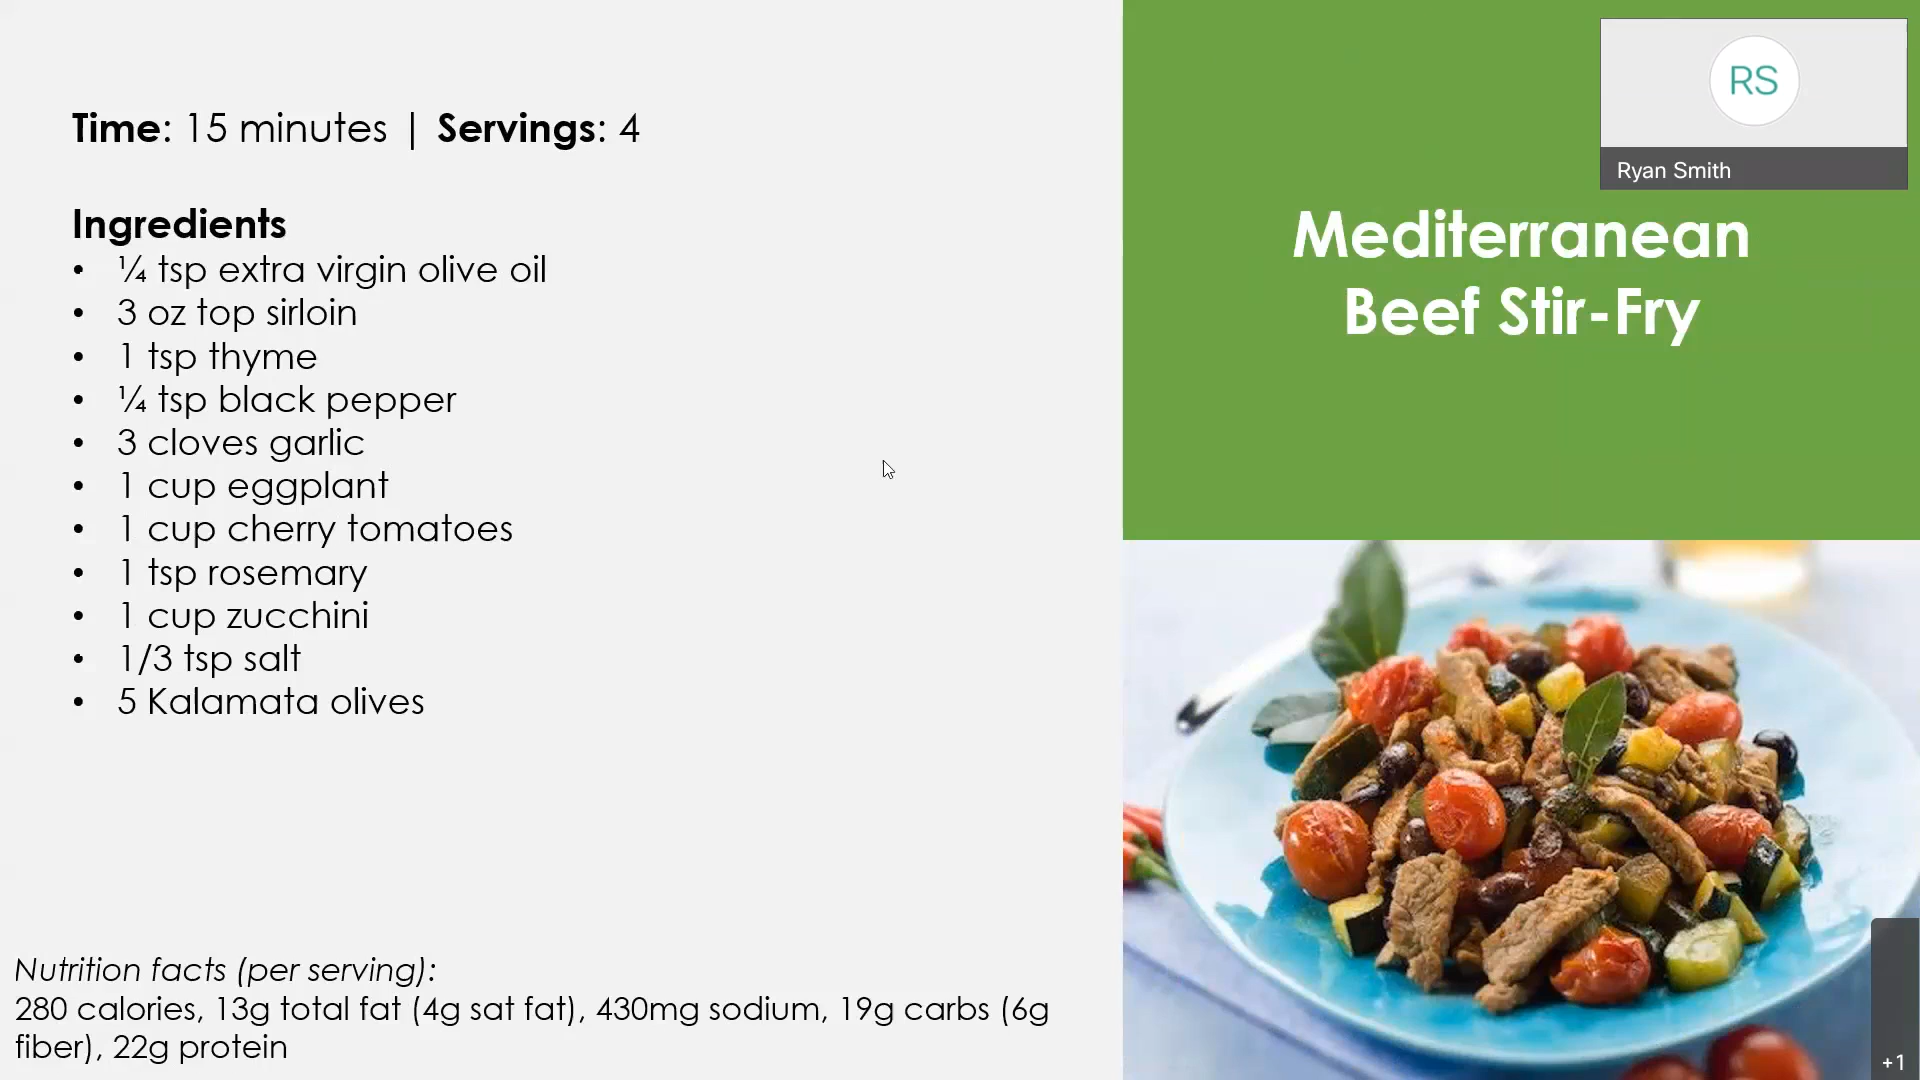 RS
Ryan Smith
Mediterranean
Beef Stir-Fry
Time: 15 minutes | Servings: 4
Ingredients
• ¼ tsp extra virgin olive oil
• 3 oz top sirloin
• 1 tsp thyme
• ¼ tsp black pepper
• 3 cloves garlic
• 1 cup eggplant
• 1 cup cherry tomatoes
• 1 tsp rosemary
• 1 cup zucchini
• 1/3 tsp salt
• 5 Kalamata olives
Nutrition facts (per serving):
280 calories, 13g total fat (4g sat fat), 430mg sodium, 19g carbs (6g
fiber), 22g protein
+1